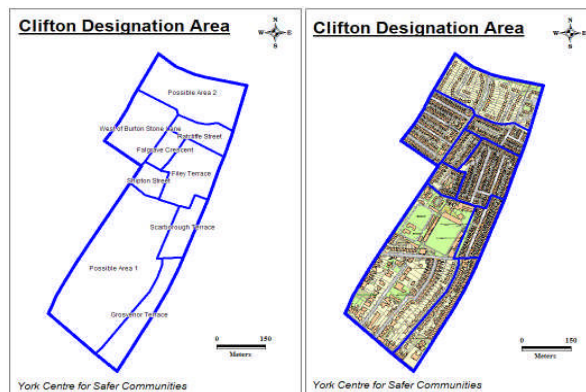 Clifton Designation Area
N
W E
S
Possible Area 2
West of Burton Stone Lane
Ratcliffe Street
Falsgrave Crescent
Filey Terrace
Shipton Street
Scarborough Terrace
Possible Area 1
Grosvenor Terrace
0 150
Meters
York Centre for Safer Communities
Clifton Designation Area
N
W E
S
0 150
Meters
York Centre for Safer Communities